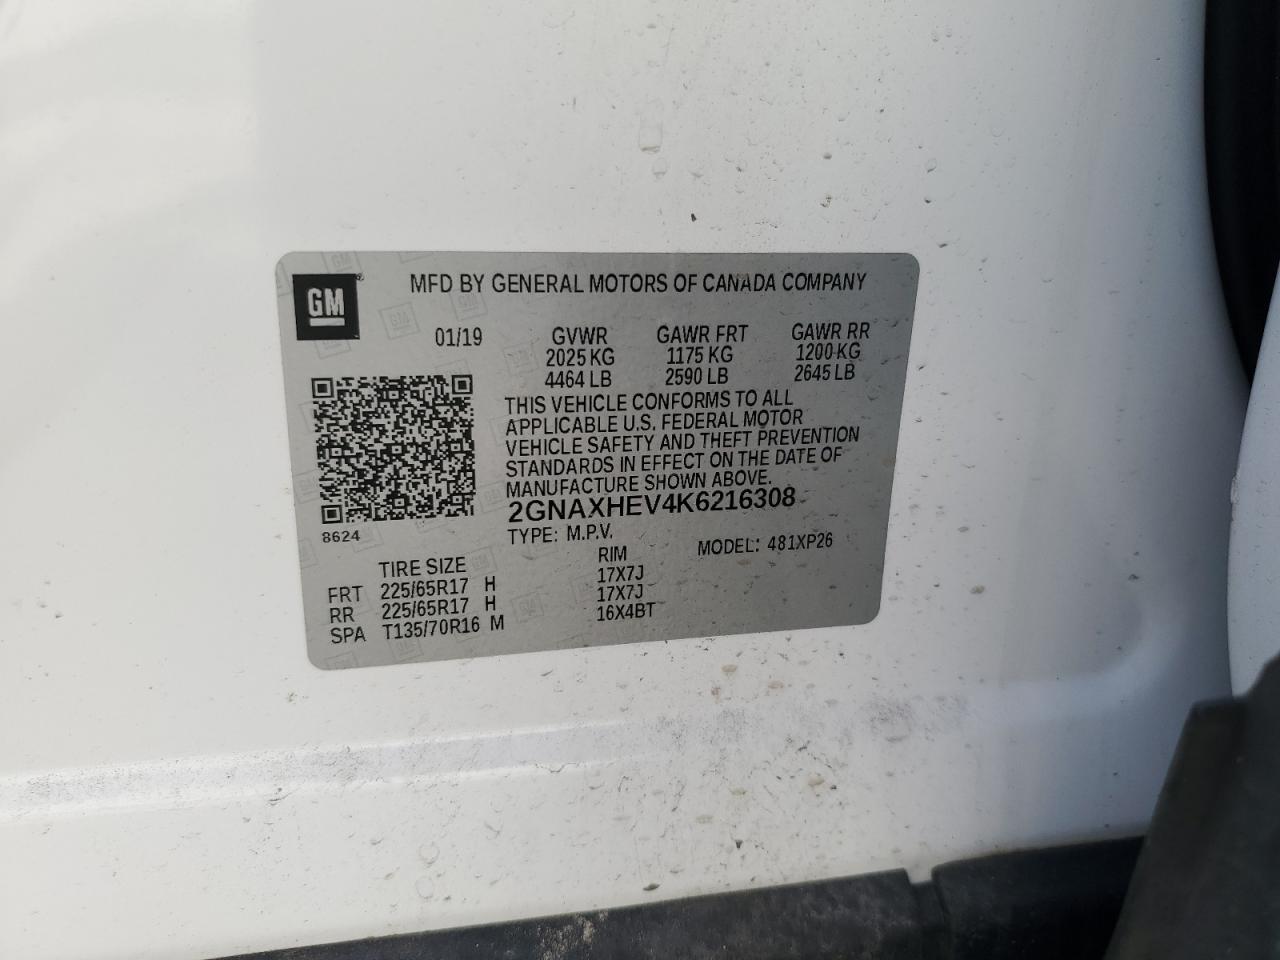 GM
MFD BY GENERAL MOTORS OF CANADA COMPANY
01/19 GVWR GAWR FRT GAWR RR
2025 KG 1175 KG 1200 KG
4464 LB 2590 LB 2645 LB
THIS VEHICLE CONFORMS TO ALL
APPLICABLE U.S. FEDERAL MOTOR
VEHICLE SAFETY AND THEFT PREVENTION
STANDARDS IN EFFECT ON THE DATE OF
MANUFACTURE SHOWN ABOVE.
2GNAXHEV4K6216308
8624
TYPE: M.P.V. MODEL: 481XP26
TIRE SIZE RIM
FRT 225/65R17 H 17X7J
RR 225/65R17 H 17X7J
SPA T135/70R16 M 16X4BT